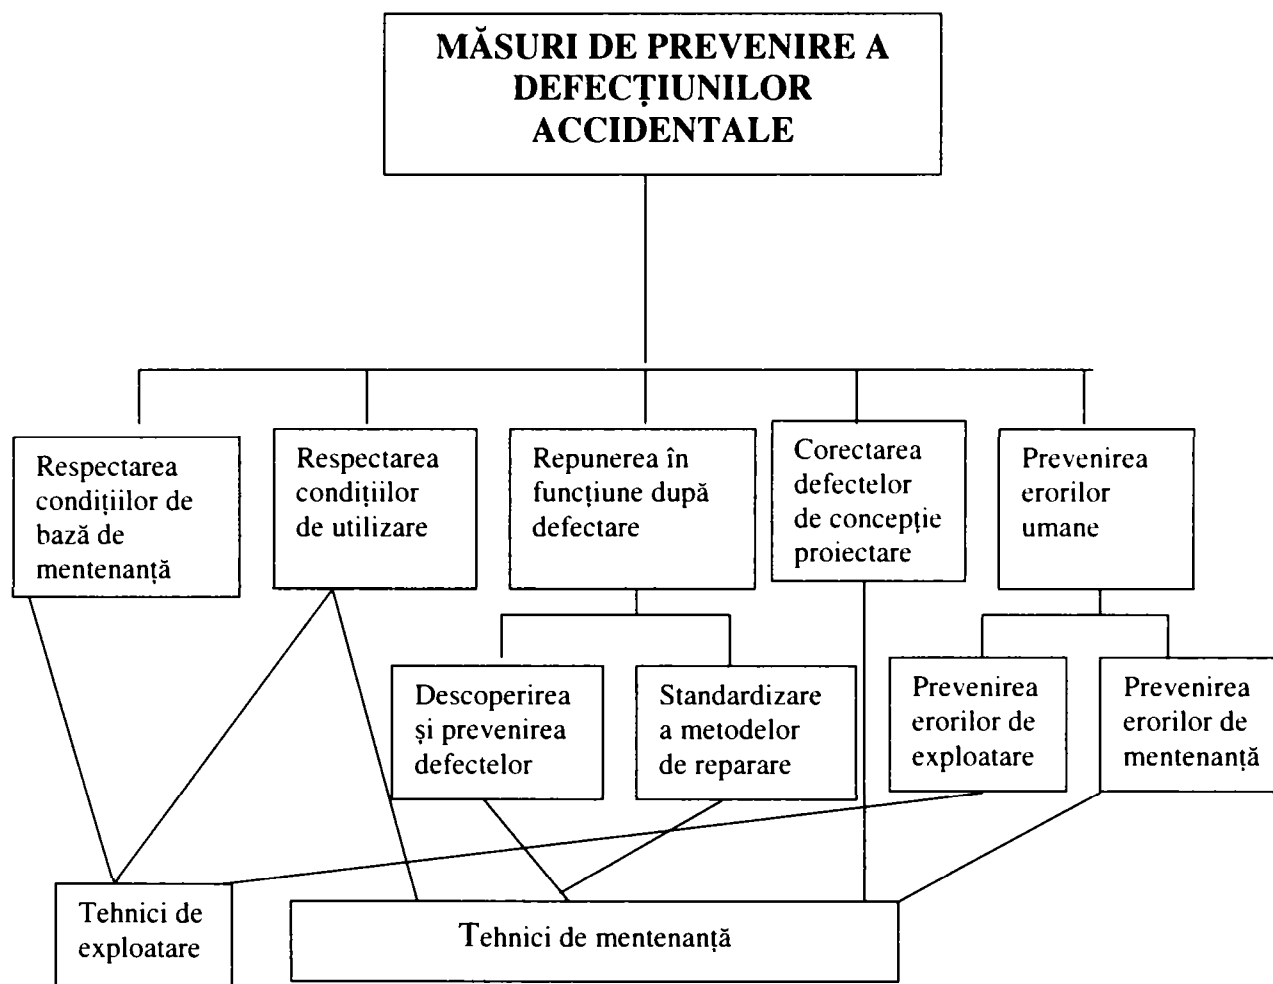 MĂSURI DE PREVENIRE A
DEFECȚIUNILOR
ACCIDENTALE
Respectarea
condițiilor de
bază de
mentenanță
Respectarea
condițiilor
de utilizare
Repunerea în
funcțiune după
defectare
Corectarea
defectelor
de concepție
proiectare
Prevenirea
erorilor
umane
Descoperirea
și prevenirea
defectelor
Standardizare
a metodelor
de reparare
Prevenirea
erorilor de
exploatare
Prevenirea
erorilor de
mentenanță
Tehnici de
exploatare
Tehnici de mentenanță